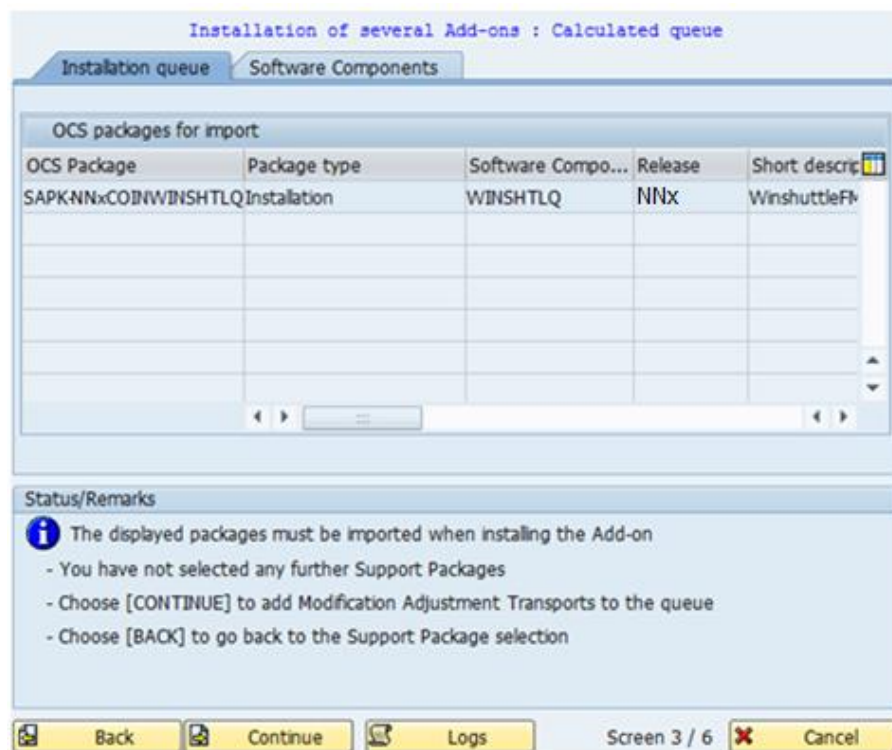 Installation of several Add-ons : Calculated queue
Installation queue Software Components
OCS packages for import
OCS Package Package type Software Compo... Release Short descrip
SAPK-NNxCOINWINSHTLQ Installation WINSHTLQ NNx WinshuttleFM
Status/Remarks
The displayed packages must be imported when installing the Add-on
- You have not selected any further Support Packages
- Choose [CONTINUE] to add Modification Adjustment Transports to the queue
- Choose [BACK] to go back to the Support Package selection
Back Continue Logs Screen 3 / 6 Cancel